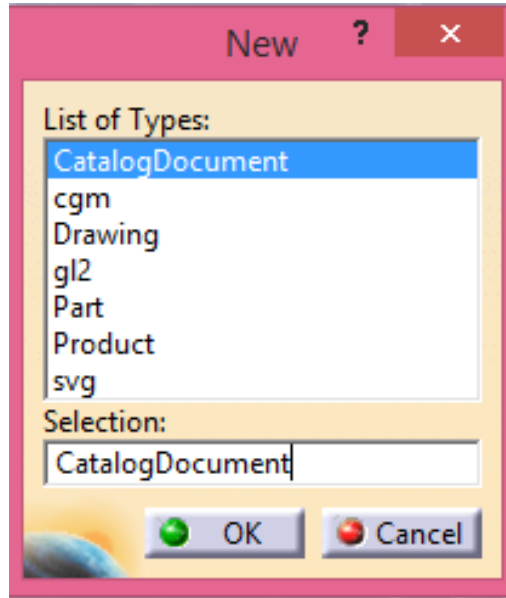 New ? ×
List of Types:
CatalogDocument
cgm
Drawing
gl2
Part
Product
svg
Selection:
CatalogDocument
OK Cancel